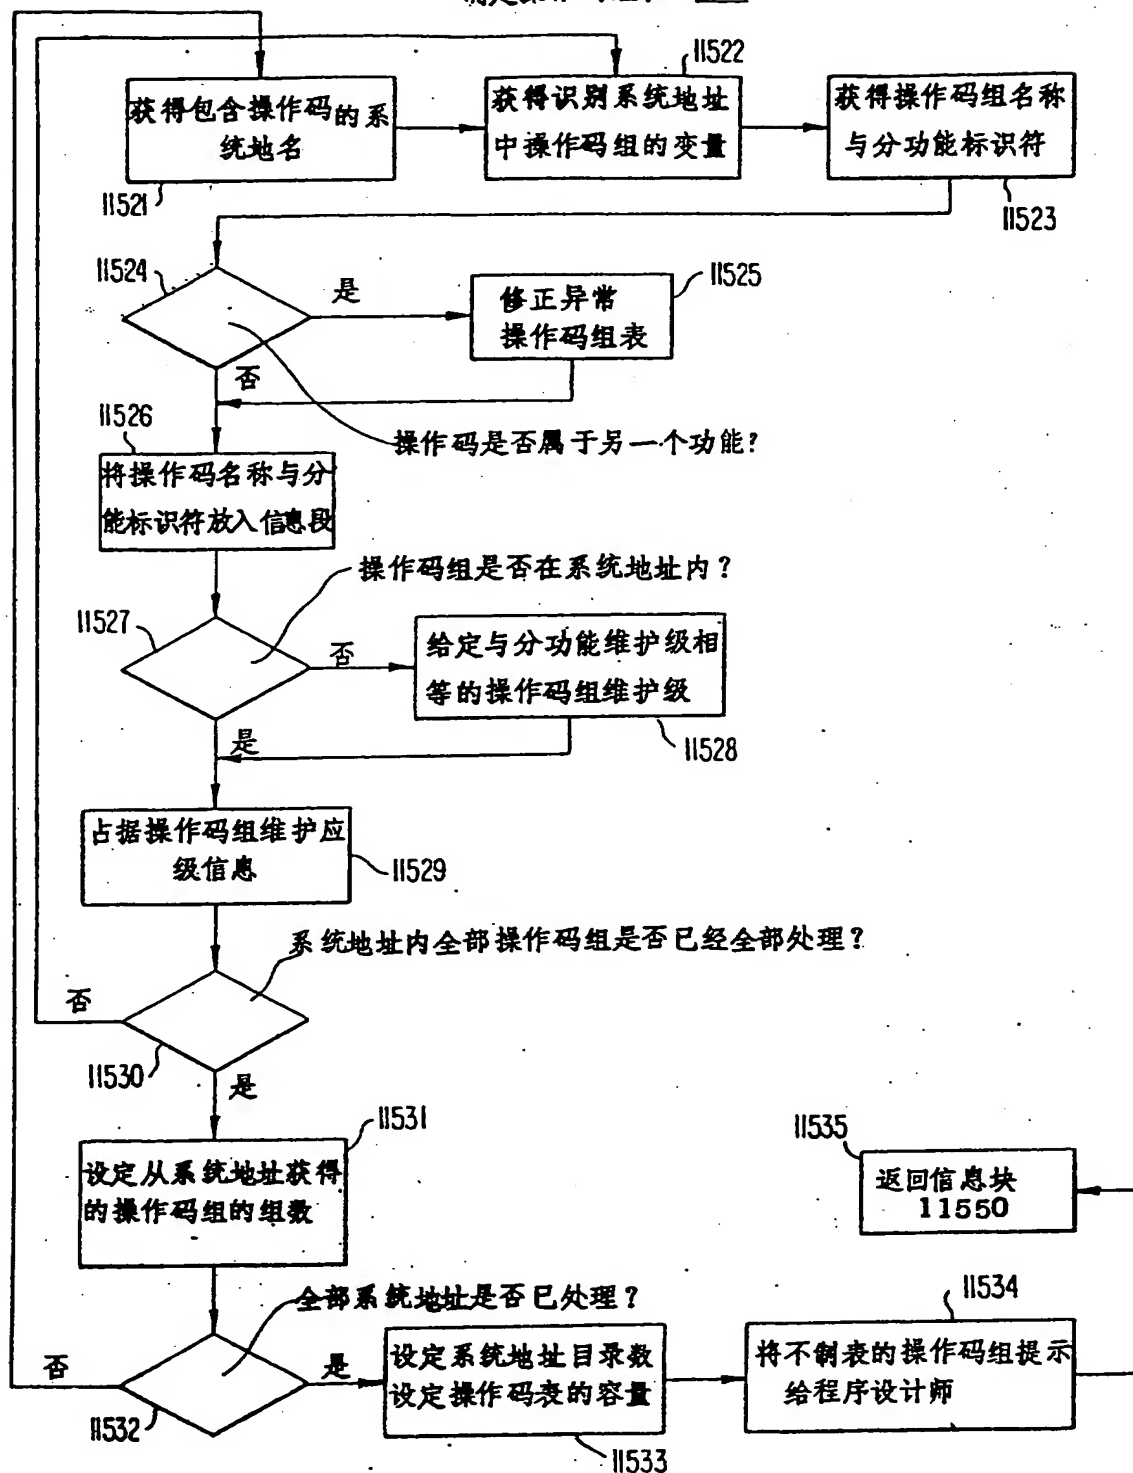 11522
获得包含操作码的系
统地名
获得识别系统地址
中操作码组的变量
获得操作码组名称
与分功能标识符
11521
11523
11524
是
修正异常
操作码组表
11525
否
11526
操作码是否属于另一个功能?
将操作码名称与分
能标识符放入信息段
操作码组是否在系统地址内?
11527
否
给定与分功能维护级相
等的操作码组维护级
是
11528
占据操作码组维护应
级信息
11529
系统地址内全部操作码组是否已经全部处理?
否
11530
是
11531
设定从系统地址获得
的操作码组的组数
11535
返回信息块
11550
全部系统地址是否已处理?
11534
否
是
设定系统地址目录数
设定操作码表的容量
将不制表的操作码组提示
给程序设计师
11532
11533